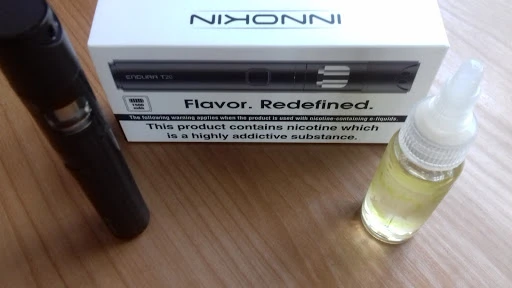 INNOKIN
ENDURA T20
Flavor. Redefined.
The following warning applies when the product is used with nicotine-containing e-liquids.
This product contains nicotine which
is a highly addictive substance.